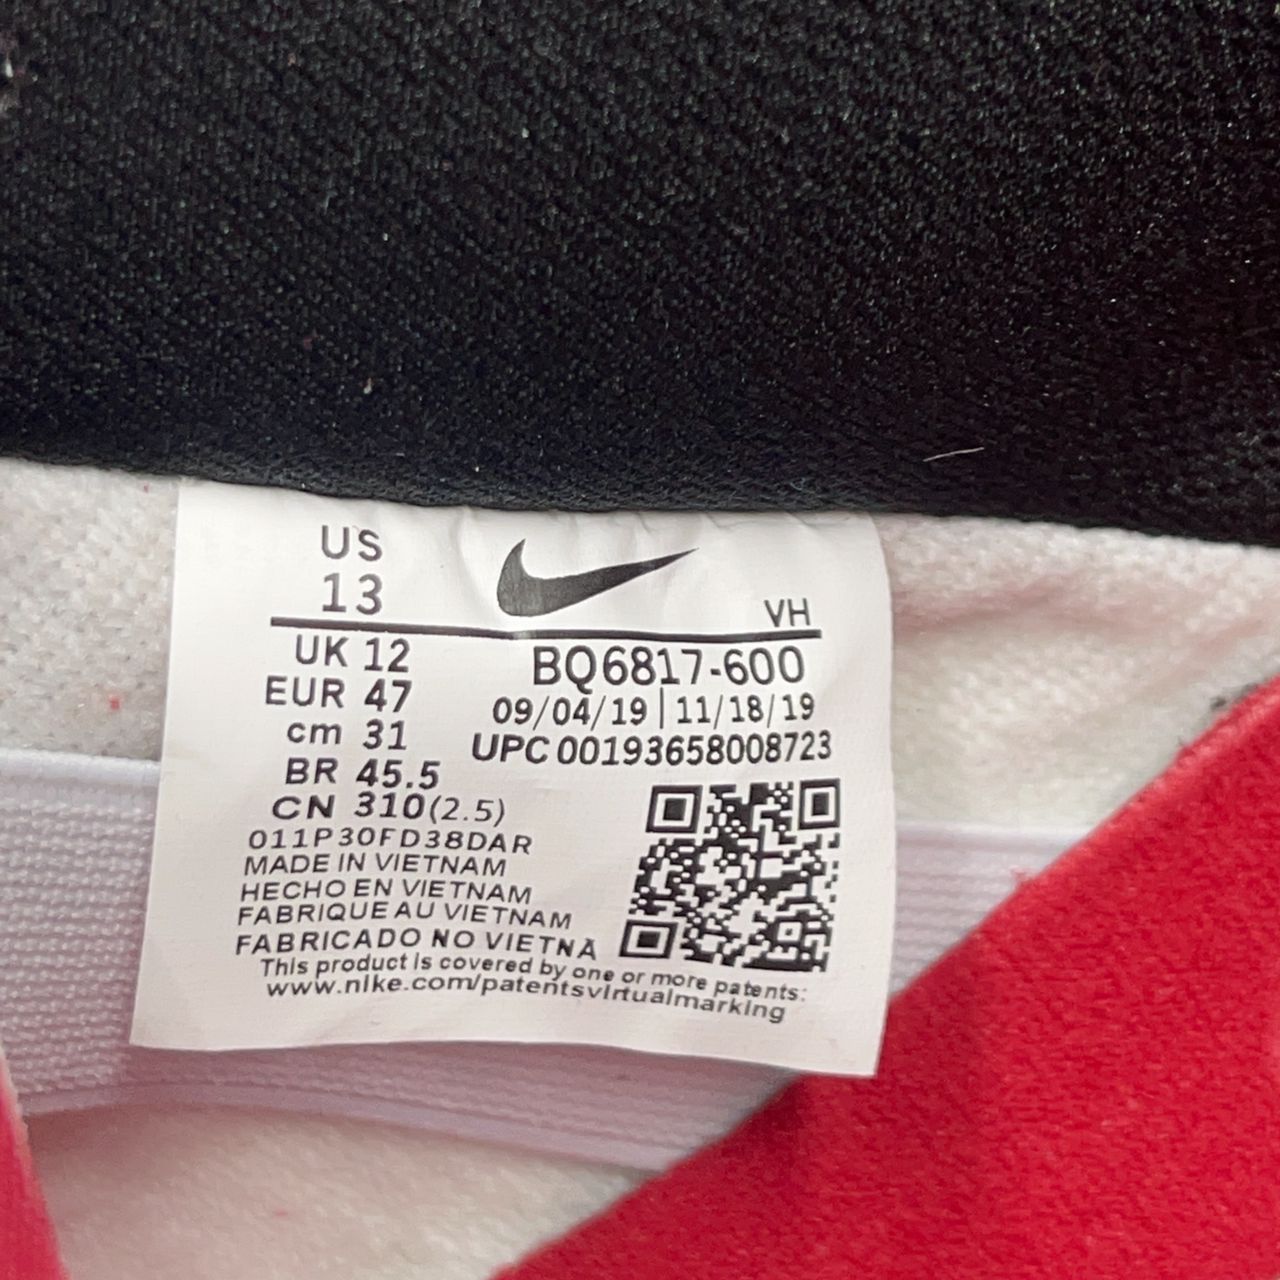 US
13
VH
UK 12
EUR 47
cm 31
BR 45.5
CN 310(2.5)
BQ6817-600
09/04/19 | 11/18/19
UPC 00193658008723
011P30FD38DAR
MADE IN VIETNAM
HECHO EN VIETNAM
FABRIQUE AU VIETNAM
FABRICADO NO VIETNA
This product is covered by one or more patents:
www.nike.com/patentsvirtualmarking